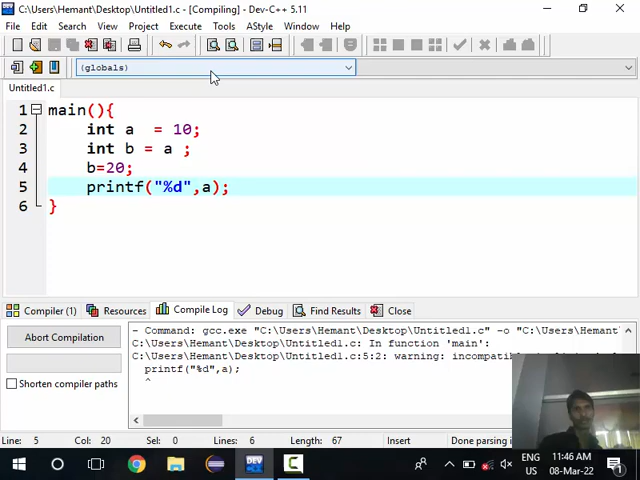 C:\Users\Hemant\Desktop\Untitled1.c - [Compiling] - Dev-C++ 5.11
File Edit Search View Project Execute Tools AStyle Window Help
(globals)
Untitled1.c
1 main(){
2 int a = 10;
3 int b = a ;
4 b=20;
5 printf("%d",a);
6 }
Compiler (1) Resources Compile Log Debug Find Results Close
Abort Compilation
Shorten compiler paths
- Command: gcc.exe "C:\Users\Hemant\Desktop\Untitled1.c" -o "C:\Users\Hemant\
C:\Users\Hemant\Desktop\Untitled1.c: In function 'main':
C:\Users\Hemant\Desktop\Untitled1.c:5:2: warning: incompatible
printf("%d",a);
^
Line: 5 Col: 20 Sel: 0 Lines: 6 Length: 67 Insert Done parsing
DEV C ENG 11:46 AM
US 08-Mar-22 1